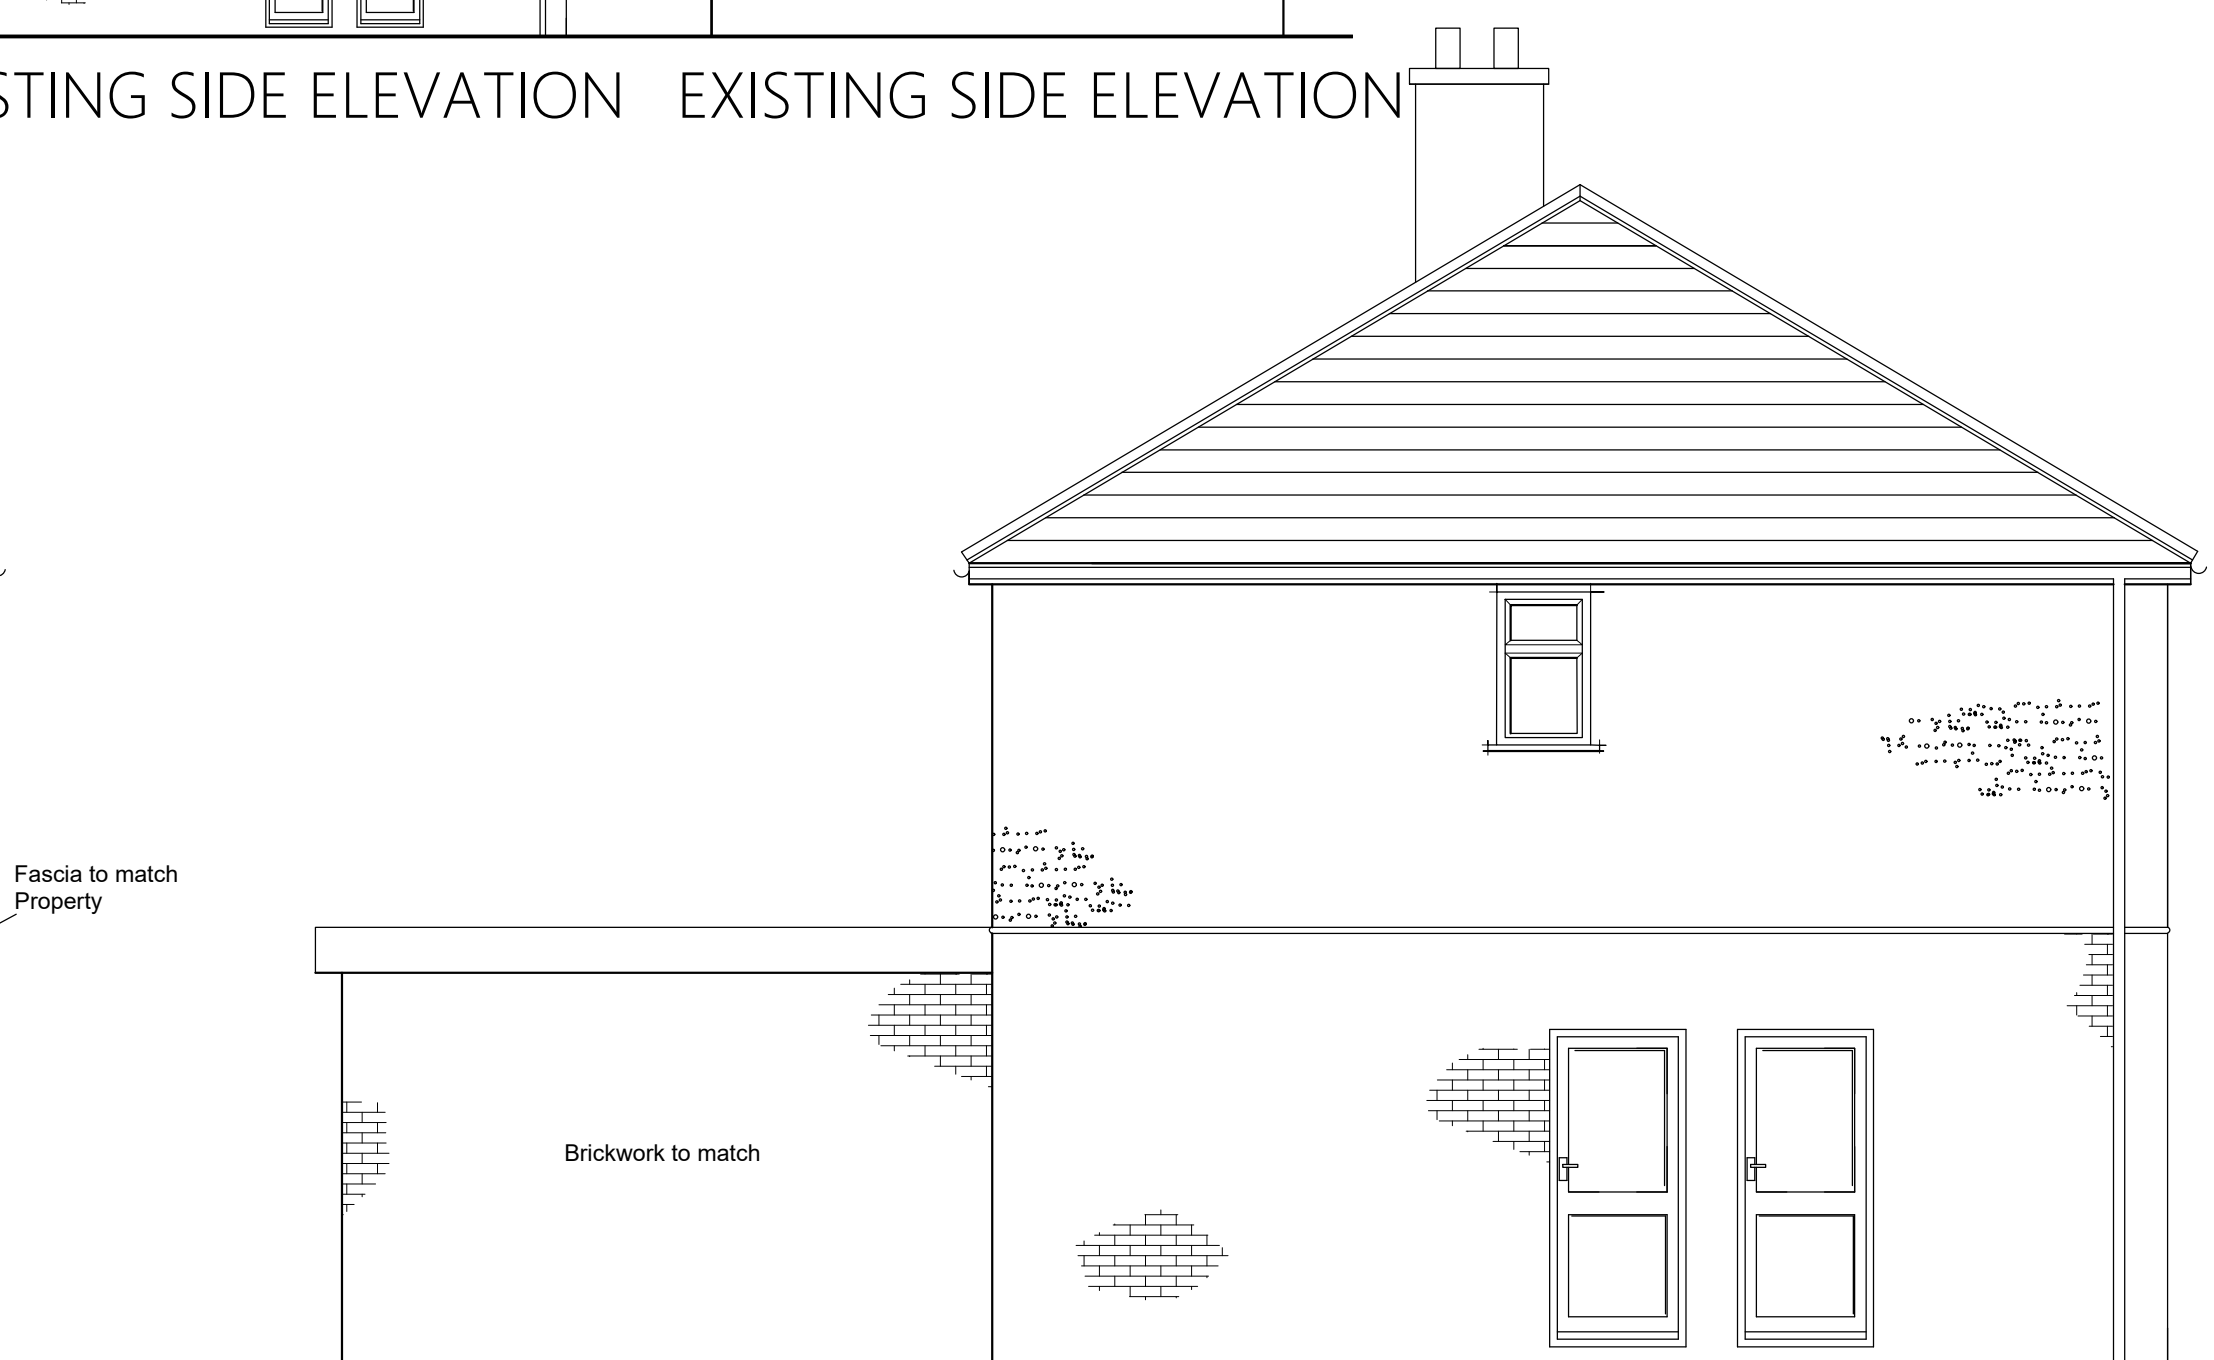 STING SIDE ELEVATION EXISTING SIDE ELEVATION
Fascia to match
Property
Brickwork to match